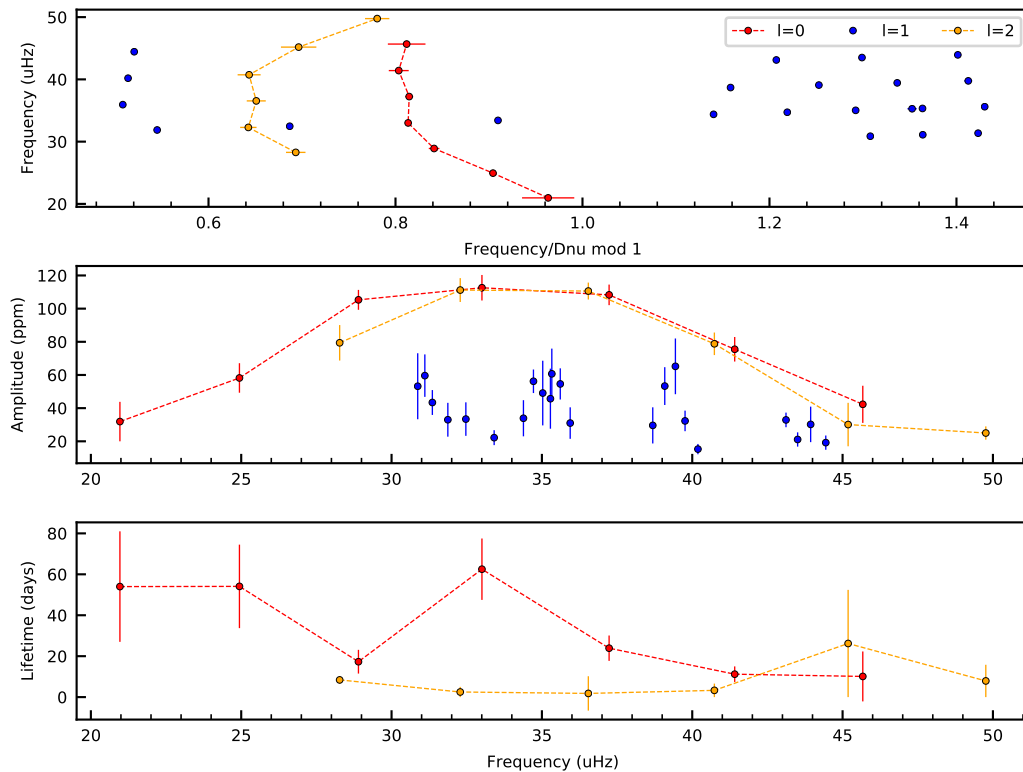 50
40
30
20
Frequency (uHz)
l=0 l=1 l=2
0.6 0.8 1.0 1.2 1.4
Frequency/Dnu mod 1
120
100
80
60
40
20
Amplitude (ppm)
20 25 30 35 40 45 50
80
60
40
20
0
Lifetime (days)
20 25 30 35 40 45 50
Frequency (uHz)